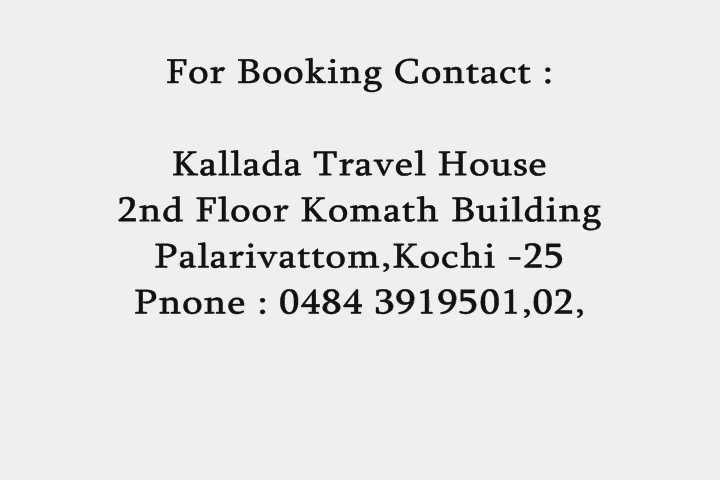 For Booking Contact :
Kallada Travel House
2nd Floor Komath Building
Palarivattom,Kochi -25
Pnone : 0484 3919501,02,